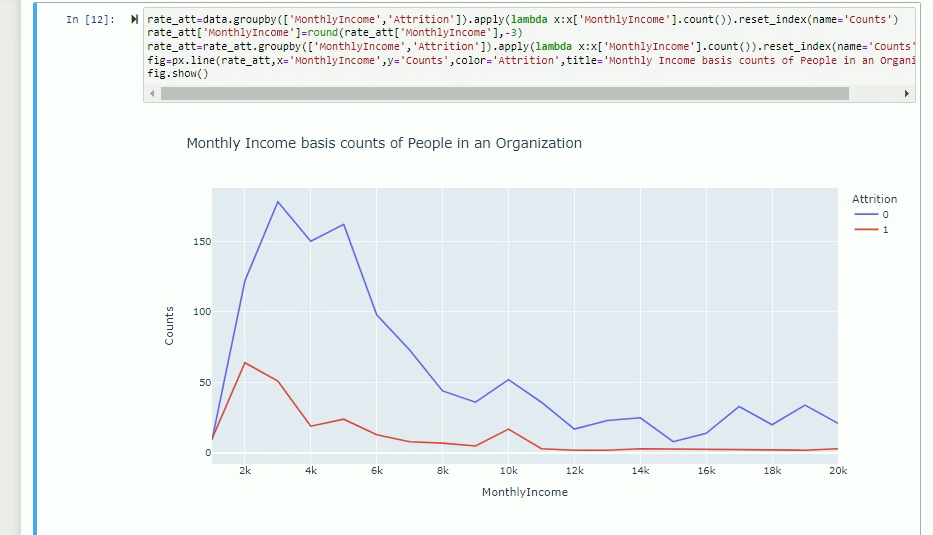 In [12]:
rate_att=data.groupby(['MonthlyIncome','Attrition']).apply(lambda x:x['MonthlyIncome'].count()).reset_index(name='Counts')
rate_att['MonthlyIncome']=round(rate_att['MonthlyIncome'],-3)
rate_att=rate_att.groupby(['MonthlyIncome','Attrition']).apply(lambda x:x['MonthlyIncome'].count()).reset_index(name='Counts'
fig=px.line(rate_att,x='MonthlyIncome',y='Counts',color='Attrition',title='Monthly Income basis counts of People in an Organi
fig.show()
Monthly Income basis counts of People in an Organization
Attrition
0
1
150
100
50
0
Counts
2k 4k 6k 8k 10k 12k 14k 16k 18k 20k
MonthlyIncome